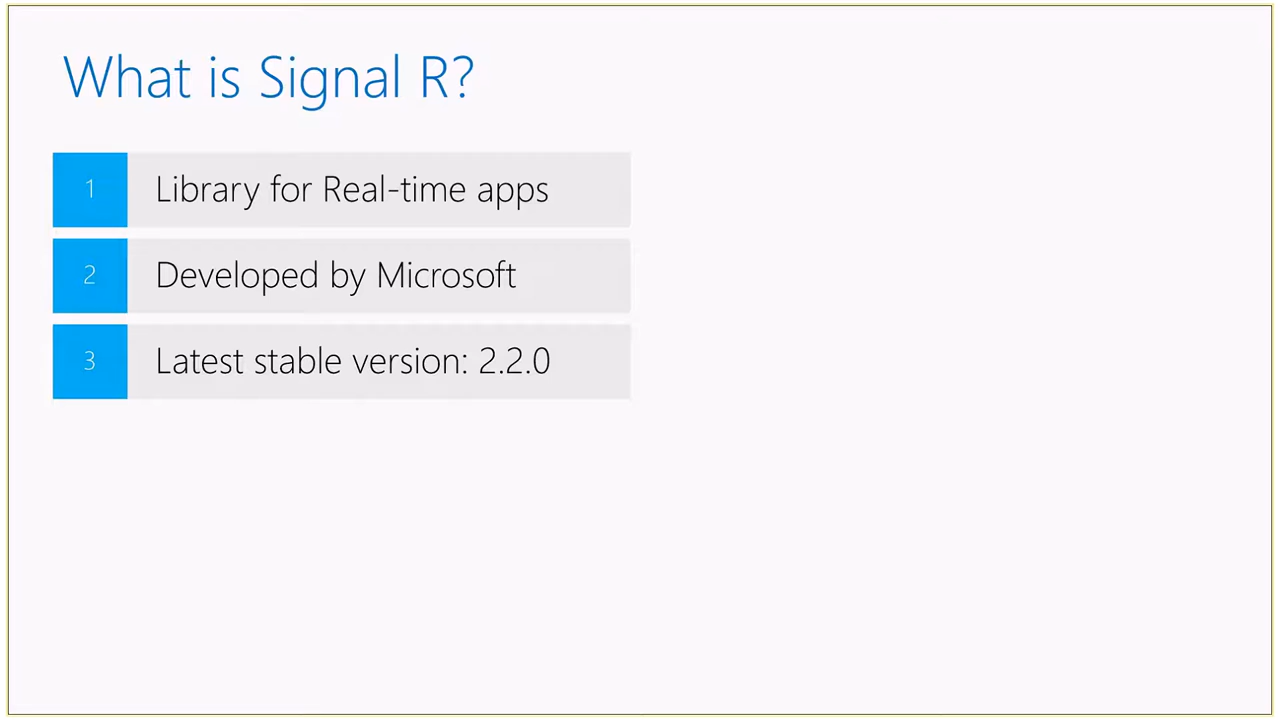 What is Signal R?
1 Library for Real-time apps
2 Developed by Microsoft
3 Latest stable version: 2.2.0